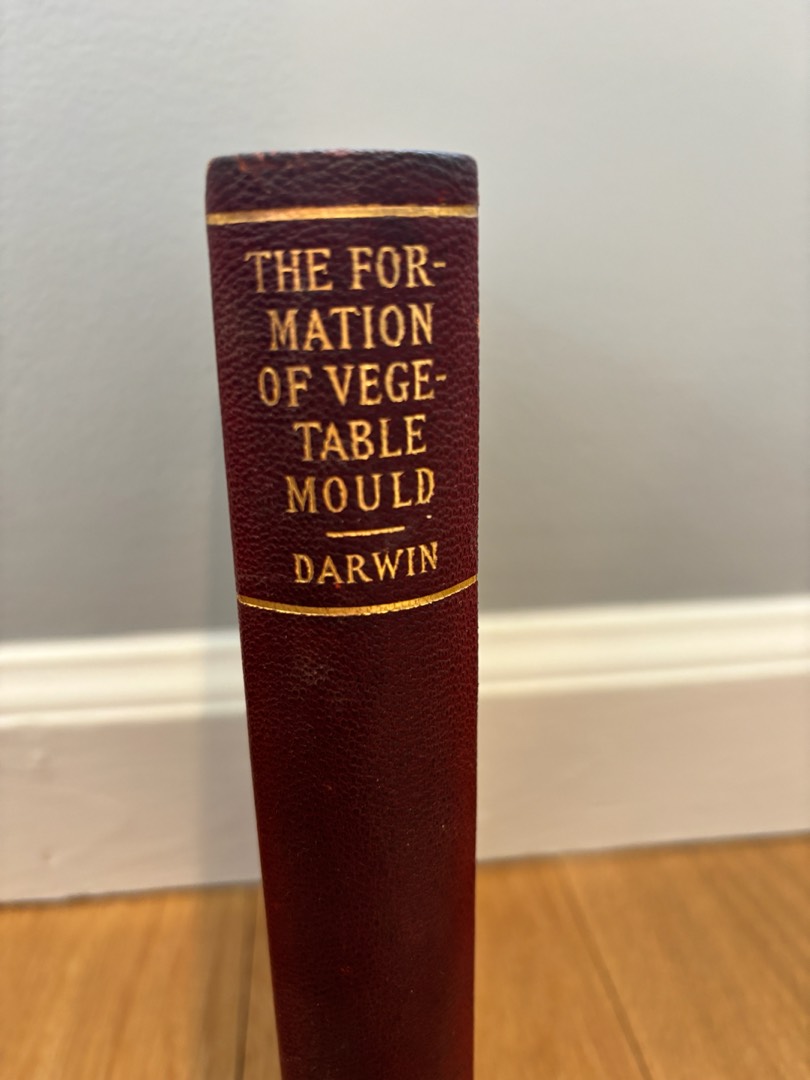 THE FOR-
MATION
OF VEGE-
TABLE
MOULD
DARWIN